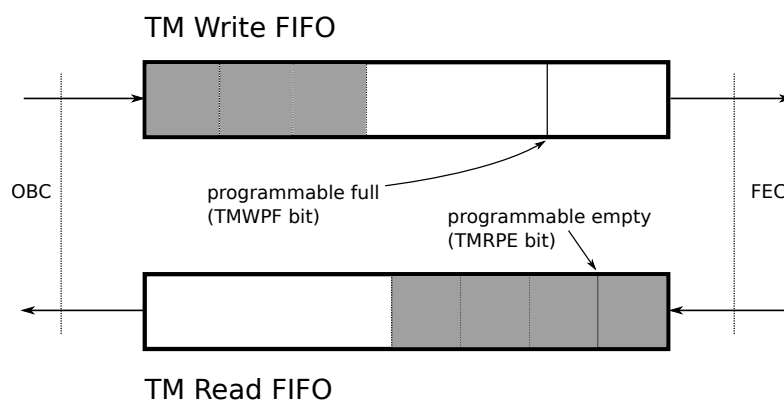 TM Write FIFO
OBC
FEC
programmable full
(TMWPF bit)
programmable empty
(TMRPE bit)
TM Read FIFO